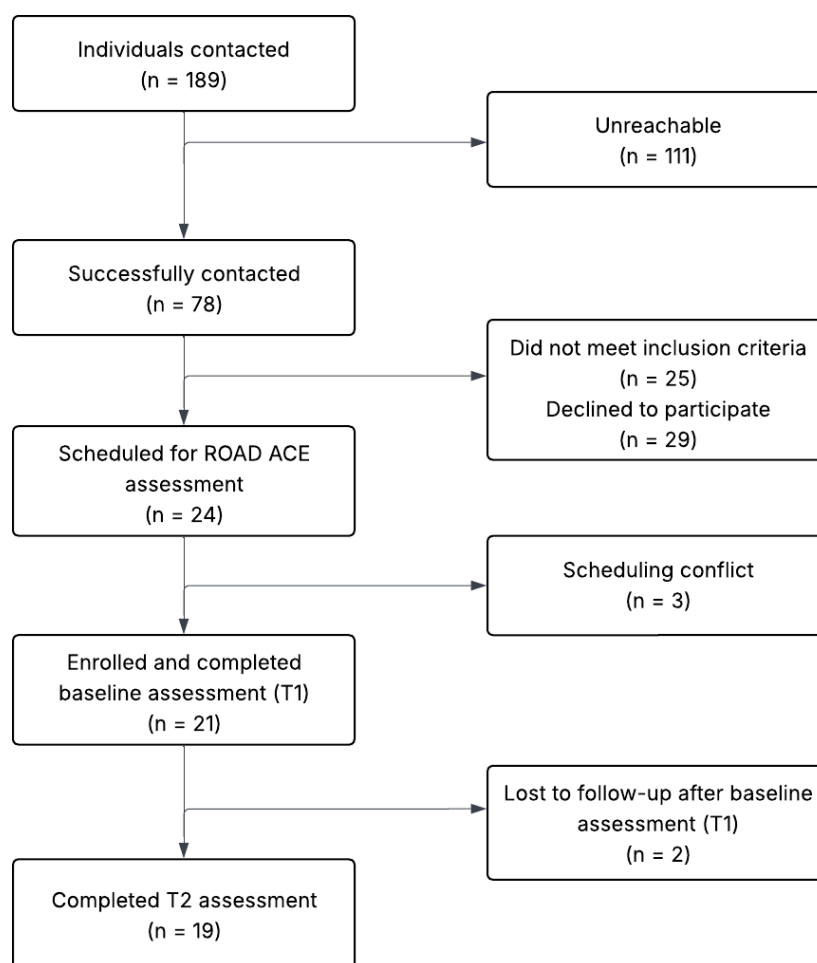 Individuals contacted
(n = 189)
Unreachable
(n = 111)
Successfully contacted
(n = 78)
Did not meet inclusion criteria
(n = 25)
Declined to participate
(n = 29)
Scheduled for ROAD ACE
assessment
(n = 24)
Scheduling conflict
(n = 3)
Enrolled and completed
baseline assessment (T1)
(n = 21)
Lost to follow-up after baseline
assessment (T1)
(n = 2)
Completed T2 assessment
(n = 19)